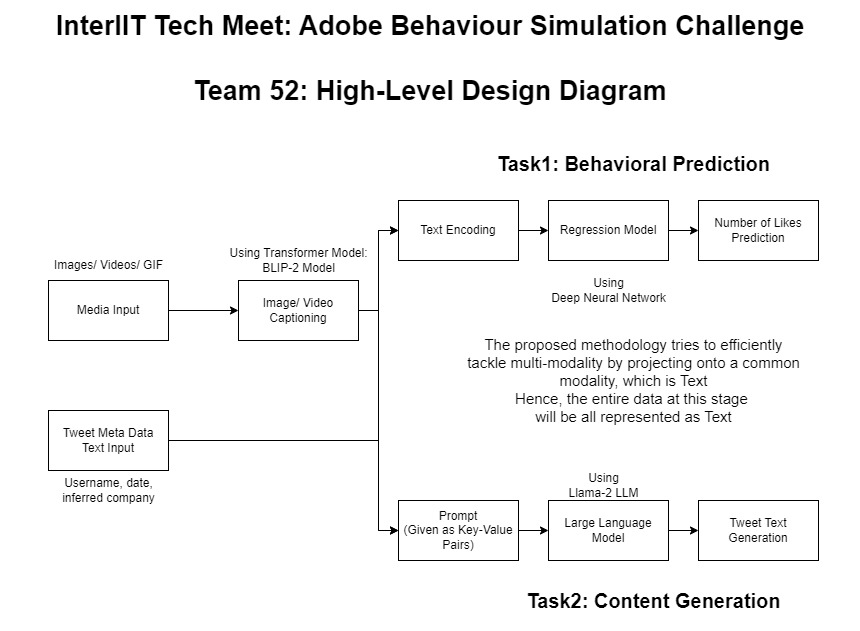 InterIIT Tech Meet: Adobe Behaviour Simulation Challenge
Team 52: High-Level Design Diagram
Task1: Behavioral Prediction
Images/ Videos/ GIF
Media Input
Using Transformer Model:
BLIP-2 Model
Image/ Video
Captioning
Text Encoding
Regression Model
Number of Likes
Prediction
Using
Deep Neural Network
The proposed methodology tries to efficiently
tackle multi-modality by projecting onto a common
modality, which is Text
Hence, the entire data at this stage
will be all represented as Text
Tweet Meta Data
Text Input
Username, date,
inferred company
Prompt
(Given as Key-Value
Pairs)
Using
Llama-2 LLM
Large Language
Model
Tweet Text
Generation
Task2: Content Generation